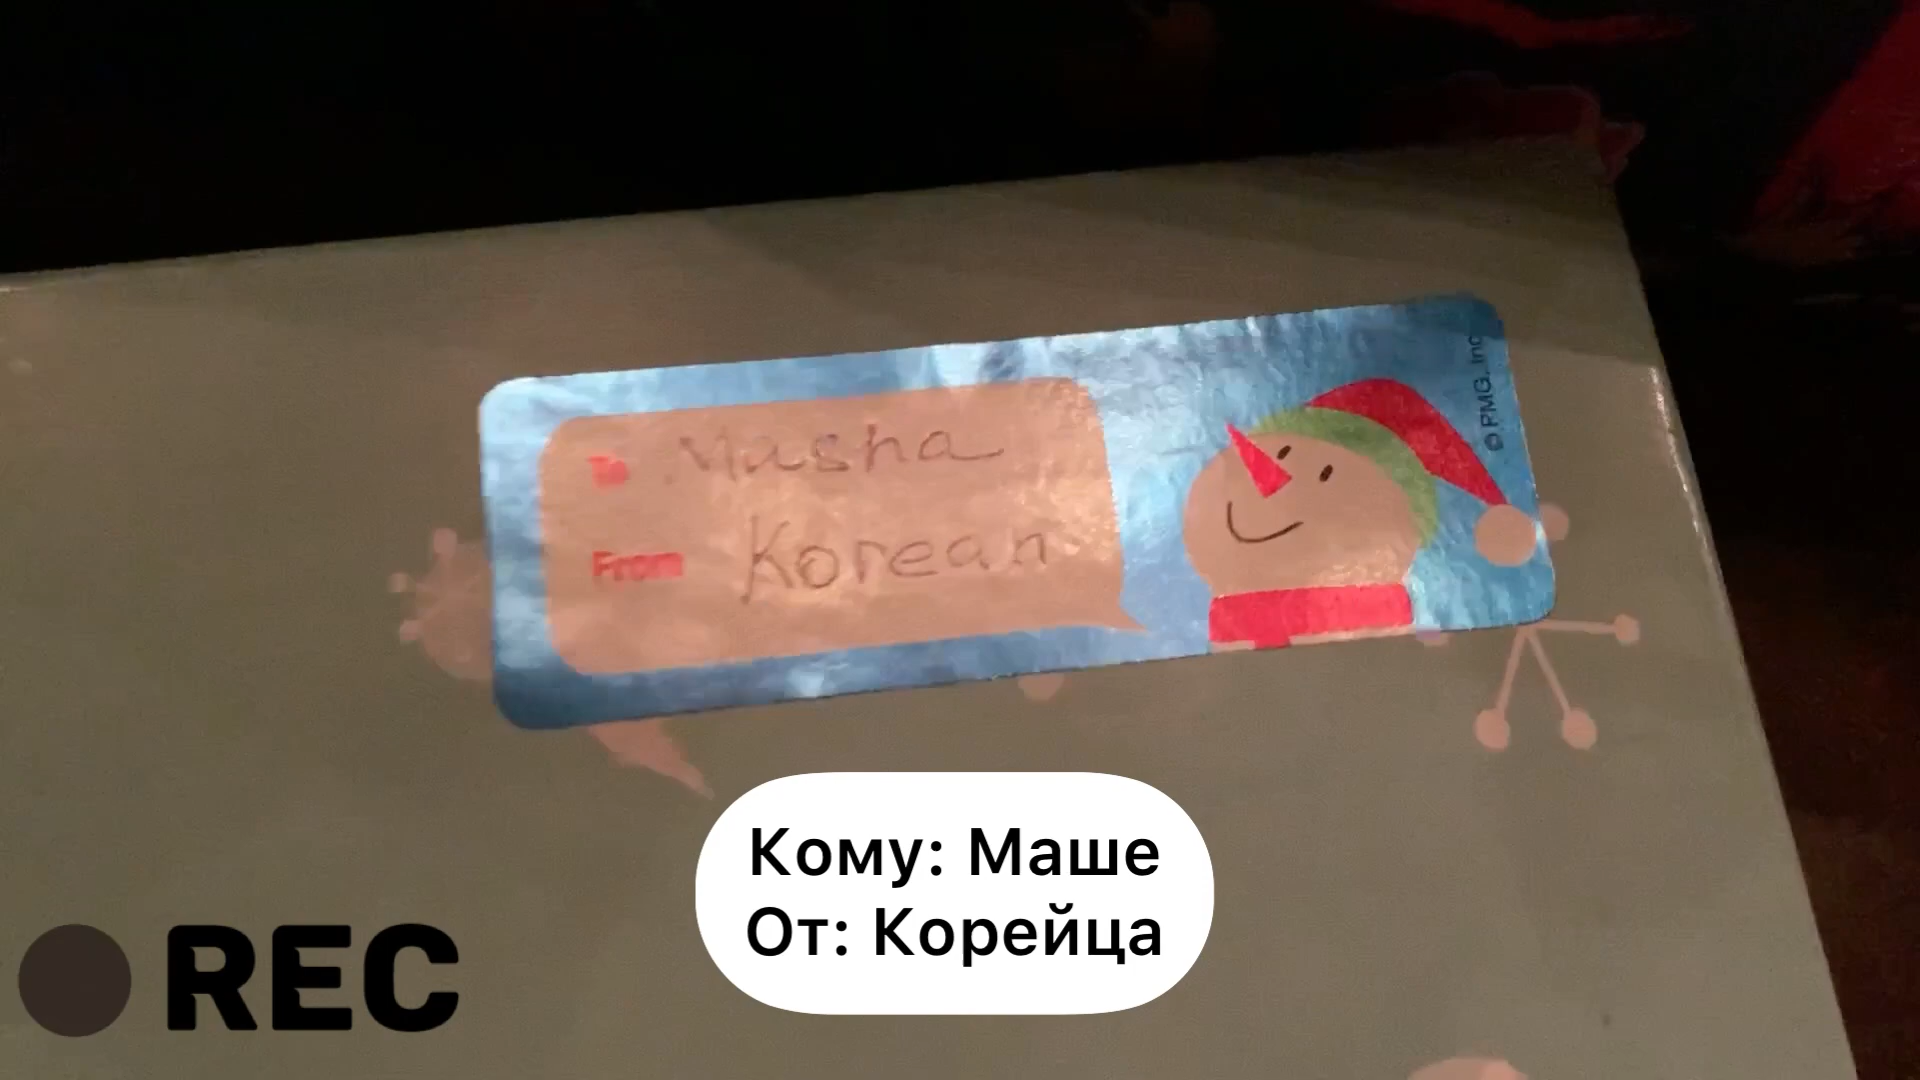 To Masha
From Korean
© PMG, Inc
Кому: Маше
От: Корейца
REC